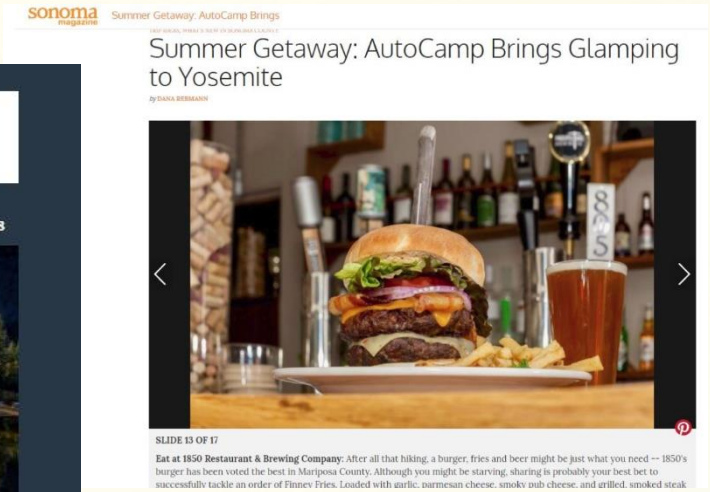 sonoma
magazine
Summer Getaway: AutoCamp Brings
Summer Getaway: AutoCamp Brings Glamping
to Yosemite
by DANA REBMANN
805
SLIDE 13 OF 17
Eat at 1850 Restaurant & Brewing Company: After all that hiking, a burger, fries and beer might be just what you need -- 1850's
burger has been voted the best in Mariposa County. Although you might be starving, sharing is probably your best bet to
successfully tackle an order of Finney Fries. Loaded with garlic, parmesan cheese, smoky pub cheese, and grilled, smoked steak